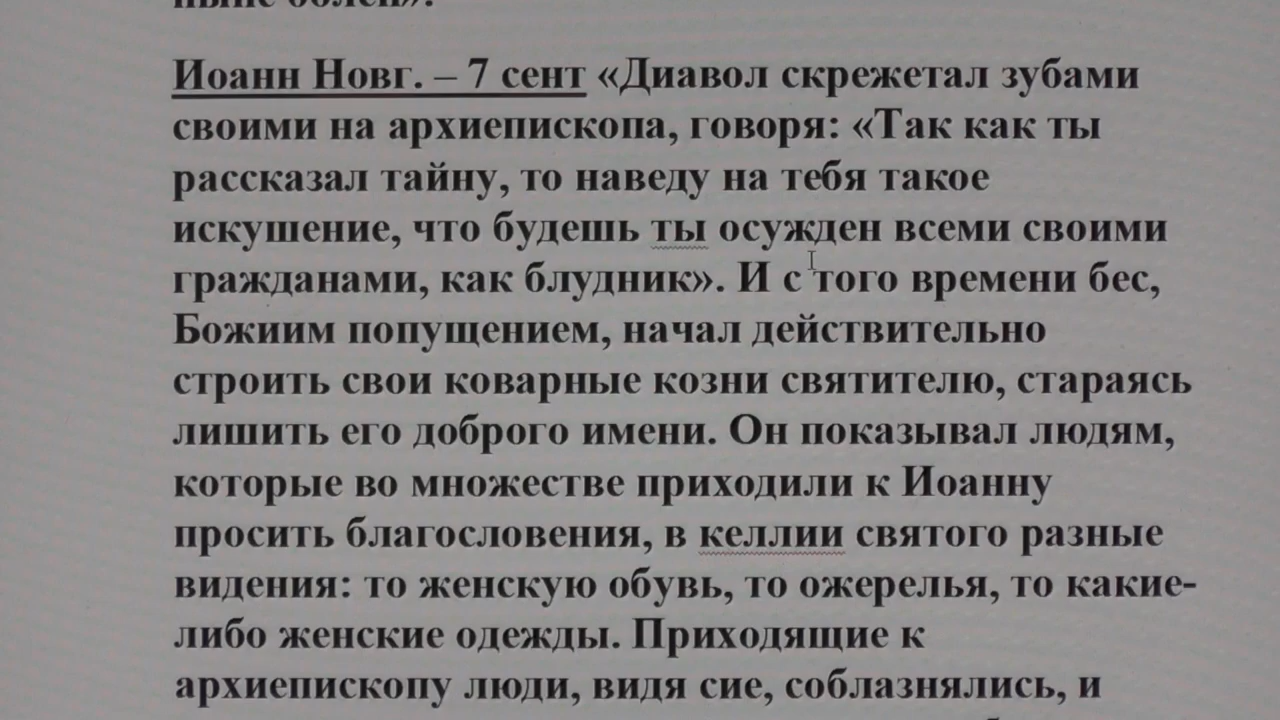 ныне облен».
Иоанн Новг. – 7 сент «Диавол скрежетал зубами
своими на архиепископа, говоря: «Так как ты
рассказал тайну, то наведу на тебя такое
искушение, что будешь ты осужден всеми своими
гражданами, как блудник». И с того времени бес,
Божиим попущением, начал действительно
строить свои коварные козни святителю, стараясь
лишить его доброго имени. Он показывал людям,
которые во множестве приходили к Иоанну
просить благословения, в келлии святого разные
видения: то женскую обувь, то ожерелья, то какие-
либо женские одежды. Приходящие к
архиепископу люди, видя сие, соблазнялись, и